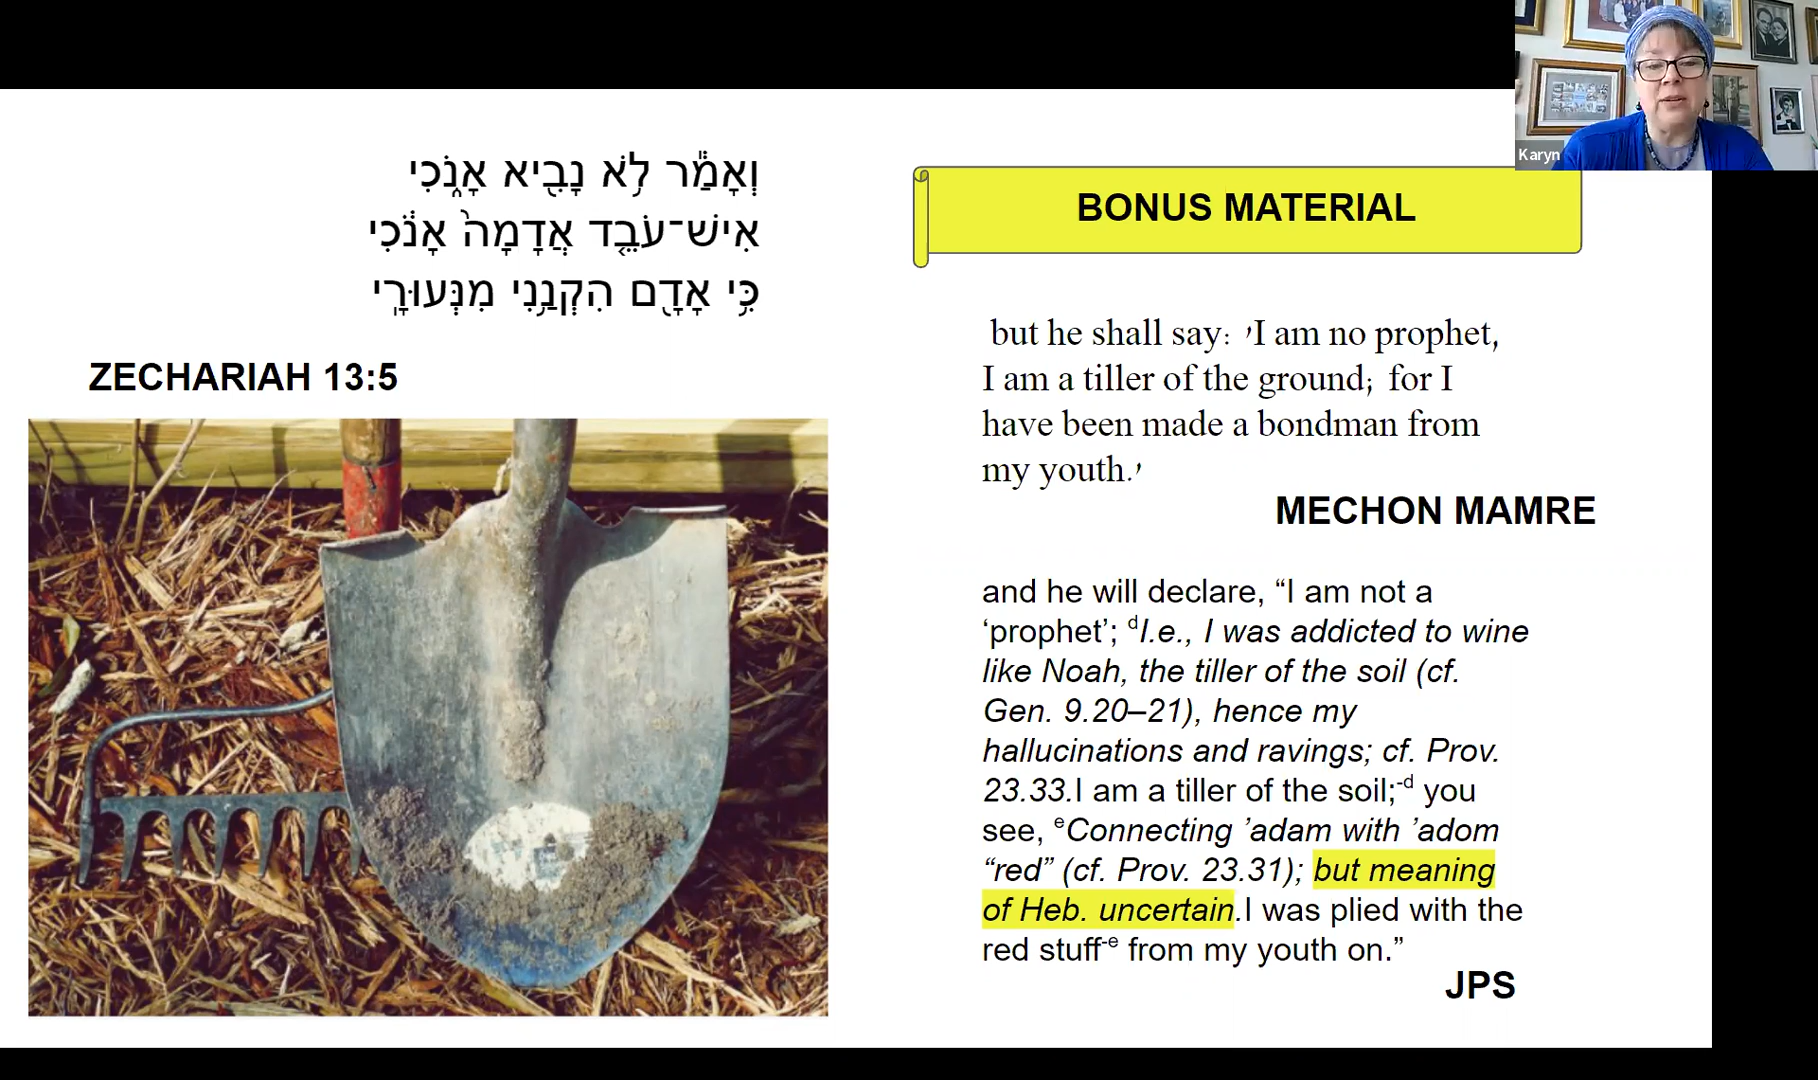 Karyn
וְאָמַ֕ר לֹ֥א נָבִ֖יא אָנֹ֑כִי
אִישׁ־עֹבֵ֤ד אֲדָמָה֙ אָנֹ֔כִי
כִּ֥י אָדָ֖ם הִקְנַ֥נִי מִנְּעוּרָֽי
ZECHARIAH 13:5
BONUS MATERIAL
but he shall say: 'I am no prophet,
I am a tiller of the ground; for I
have been made a bondman from
my youth.'
MECHON MAMRE
and he will declare, “I am not a
‘prophet’; ᵈI.e., I was addicted to wine
like Noah, the tiller of the soil (cf.
Gen. 9.20–21), hence my
hallucinations and ravings; cf. Prov.
23.33.I am a tiller of the soil;⁻ᵈ you
see, ᵉConnecting ’adam with ’adom
“red” (cf. Prov. 23.31); but meaning
of Heb. uncertain.I was plied with the
red stuff⁻ᵉ from my youth on.”
JPS